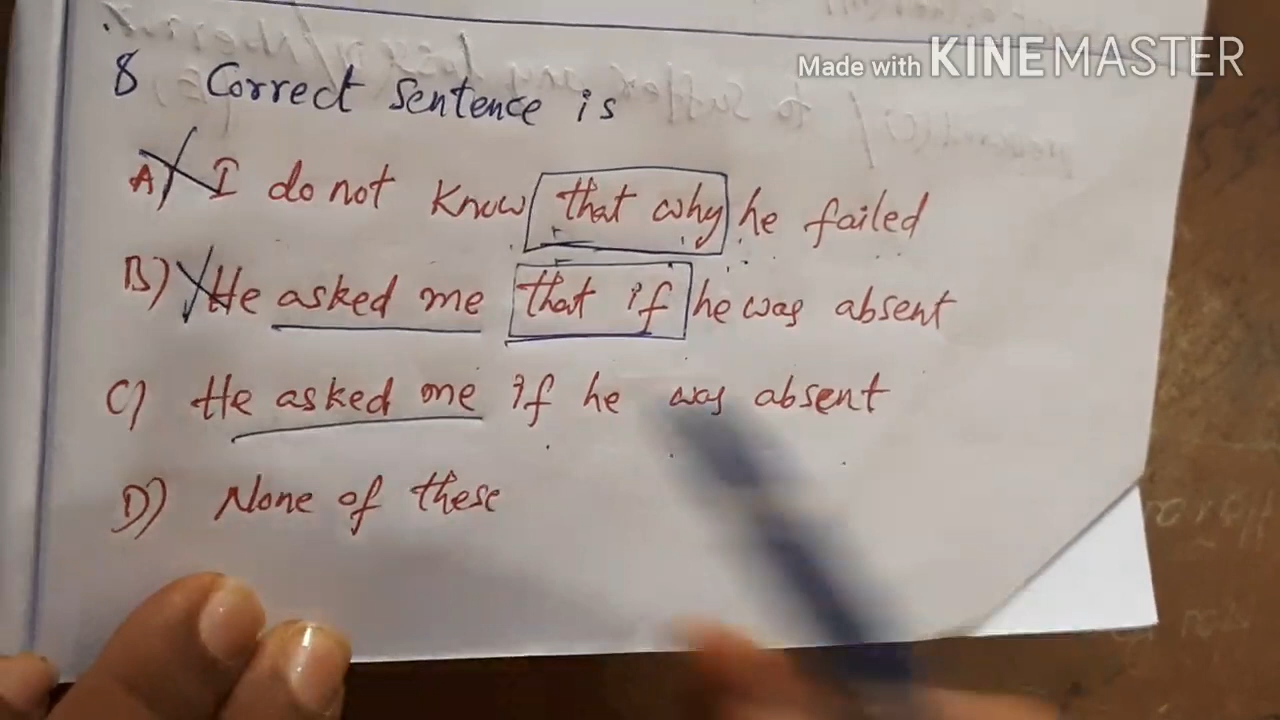 Made with KINEMASTER
8 Correct Sentence is
A) I do not know that why he failed
B) He asked me that if he was absent
C) He asked me if he was absent
D) None of these